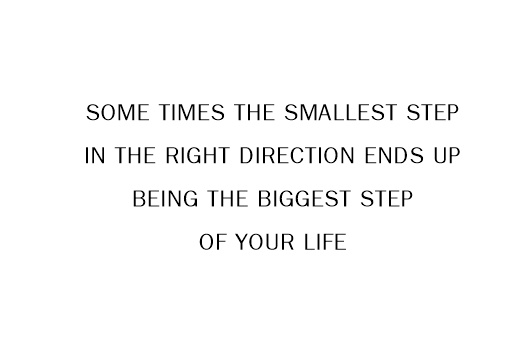 SOME TIMES THE SMALLEST STEP
IN THE RIGHT DIRECTION ENDS UP
BEING THE BIGGEST STEP
OF YOUR LIFE